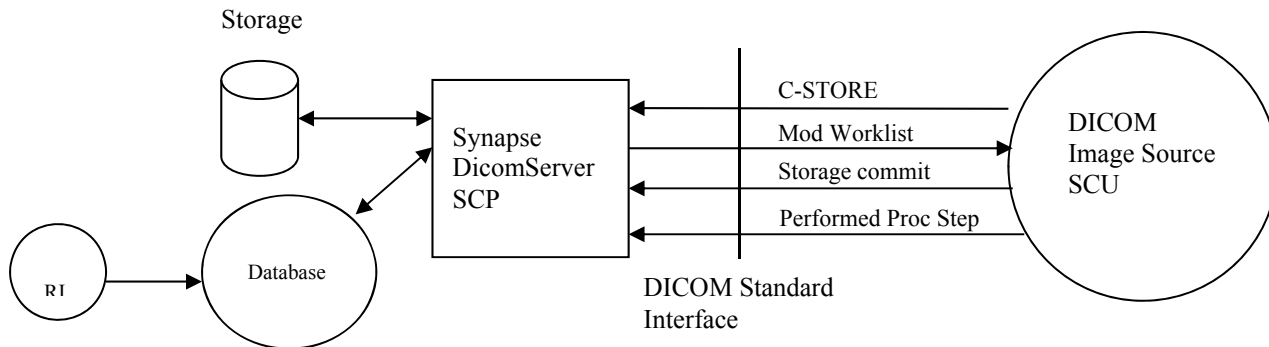 Storage
Synapse
DicomServer
SCP
C-STORE
Mod Worklist
Storage commit
Performed Proc Step
DICOM
Image Source
SCU
Database
DICOM Standard
Interface